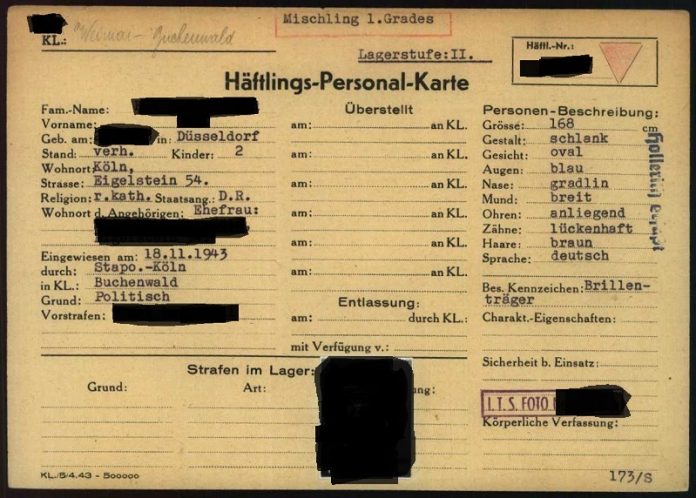 Mischling 1.Grades
KL.: Weimar-Buchenwald
Lagerstufe:II.
Häftl.-Nr.:
Häftlings-Personal-Karte
Fam.-Name:
Vorname:
Geb. am: in: Düsseldorf
Stand: verh. Kinder: 2
Wohnort: Köln,
Strasse: Eigelstein 54.
Religion: r.kath. Staatsang.: D.R.
Wohnort d. Angehörigen: Ehefrau:
Eingewiesen am: 18.11.1943
durch: Stapo.-Köln
in KL.: Buchenwald
Grund: Politisch
Vorstrafen:
Überstellt
am: an KL.
am: an KL.
am: an KL.
am: an KL.
am: an KL.
am: an KL.
Entlassung:
am: durch KL.:
mit Verfügung v.:
Personen-Beschreibung:
Grösse: 168 cm
Gestalt: schlank
Gesicht: oval
Augen: blau
Nase: gradlin
Mund: breit
Ohren: anliegend
Zähne: lückenhaft
Haare: braun
Sprache: deutsch
Hollerith erfaßt
Bes. Kennzeichen: Brillen-
träger
Charakt.-Eigenschaften:
Sicherheit b. Einsatz:
I.T.S. FOTO
Körperliche Verfassung:
Strafen im Lager:
Grund: Art: ung:
KL./5/4.43 - 500000
173/S